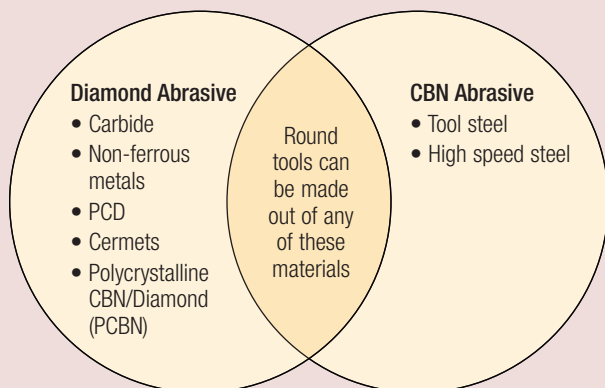 Diamond Abrasive
• Carbide
• Non-ferrous
metals
• PCD
• Cermets
• Polycrystalline
CBN/Diamond
(PCBN)
Round
tools can
be made
out of any
of these
materials
CBN Abrasive
• Tool steel
• High speed steel